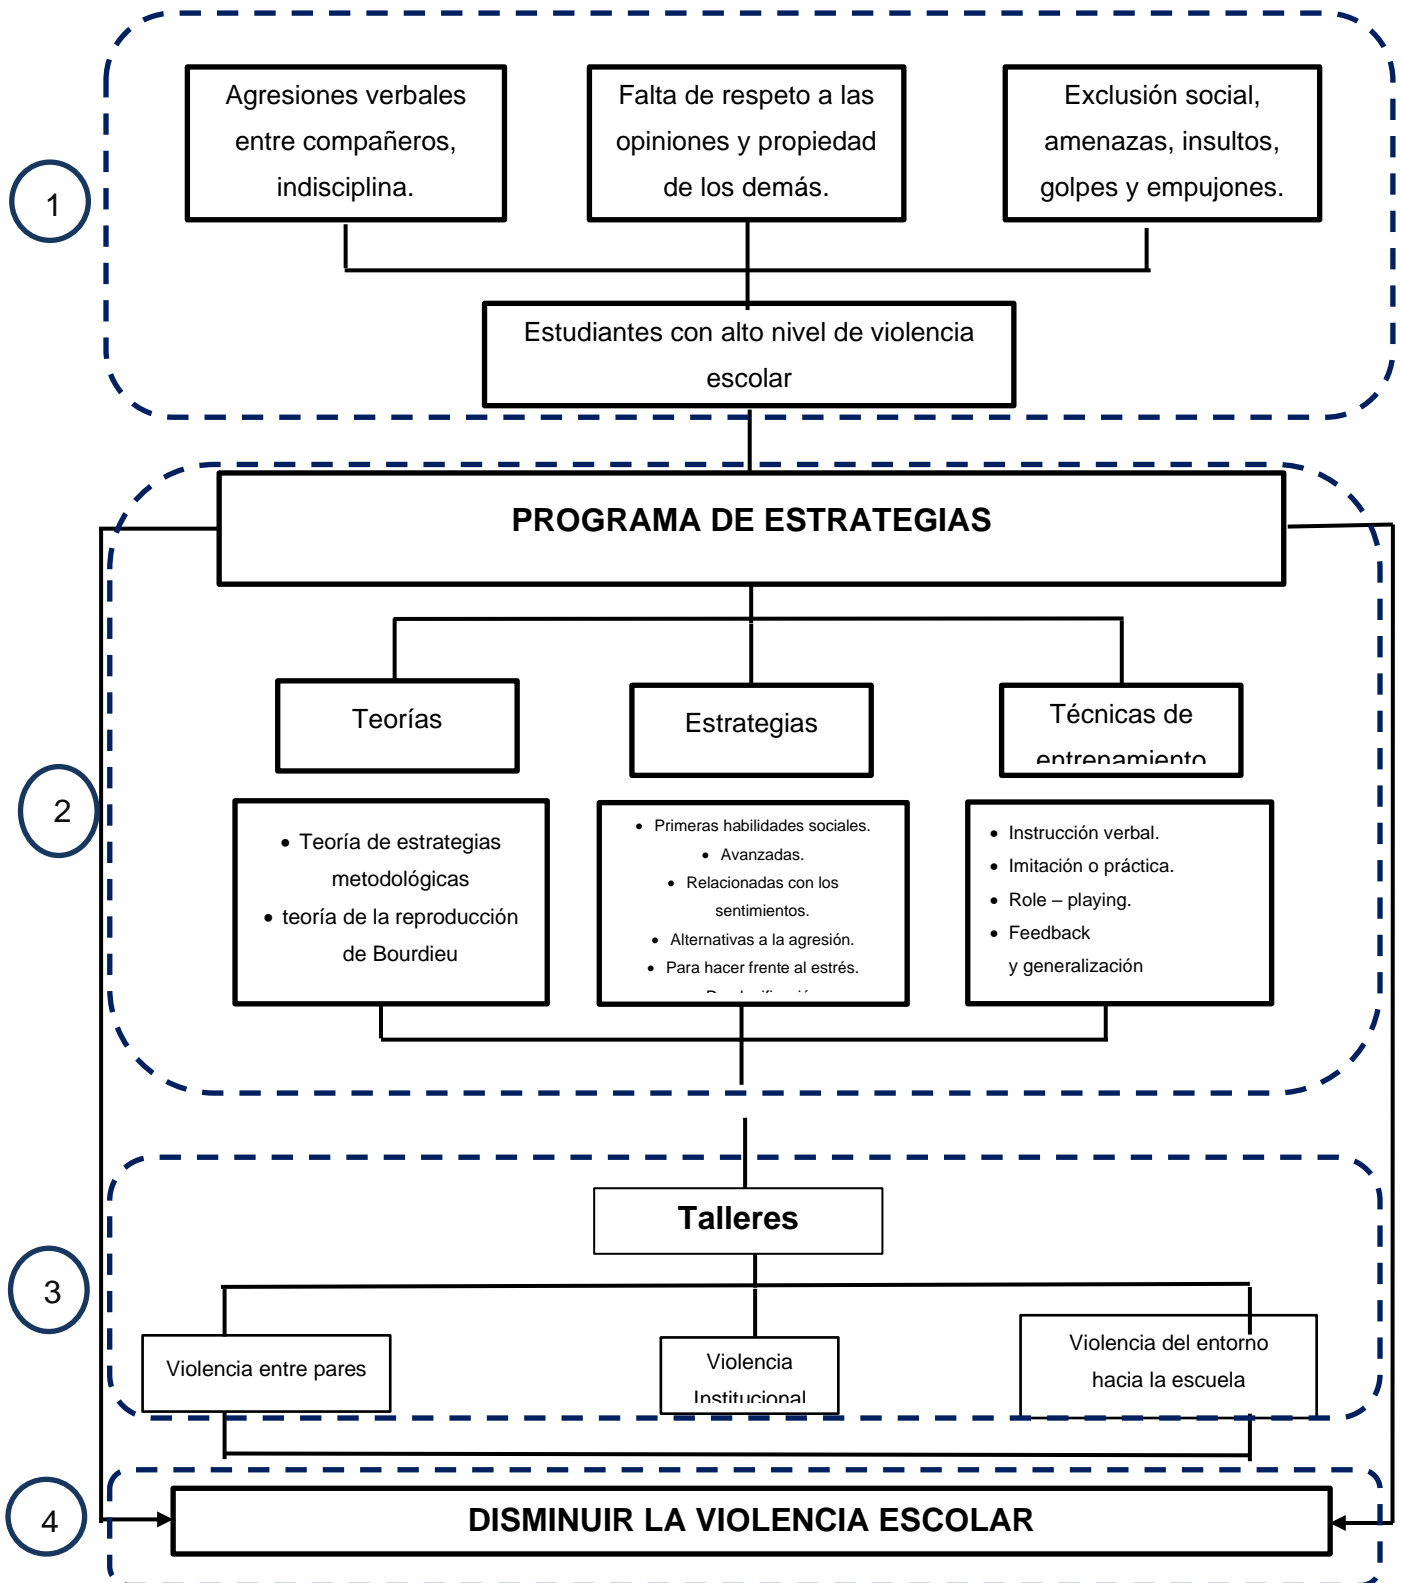 1
Agresiones verbales
entre compañeros,
indisciplina.
Falta de respeto a las
opiniones y propiedad
de los demás.
Exclusión social,
amenazas, insultos,
golpes y empujones.
Estudiantes con alto nivel de violencia
escolar
2
PROGRAMA DE ESTRATEGIAS
Teorías
Estrategias
Técnicas de
entrenamiento
• Teoría de estrategias
metodológicas
• teoría de la reproducción
de Bourdieu
• Primeras habilidades sociales.
• Avanzadas.
• Relacionadas con los
sentimientos.
• Alternativas a la agresión.
• Para hacer frente al estrés.
• Instrucción verbal.
• Imitación o práctica.
• Role – playing.
• Feedback
y generalización
3
Talleres
Violencia entre pares
Violencia
Institucional
Violencia del entorno
hacia la escuela
4
DISMINUIR LA VIOLENCIA ESCOLAR